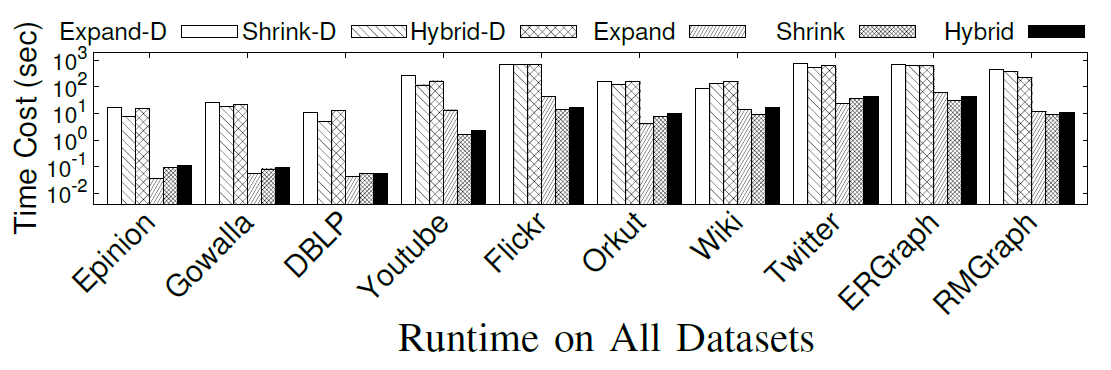 Expand-D Shrink-D Hybrid-D Expand Shrink Hybrid
Time Cost (sec)
10^3
10^2
10^1
10^0
10^-1
10^-2
Epinion Gowalla DBLP Youtube Flickr Orkut Wiki Twitter ERGraph RMGraph
Runtime on All Datasets